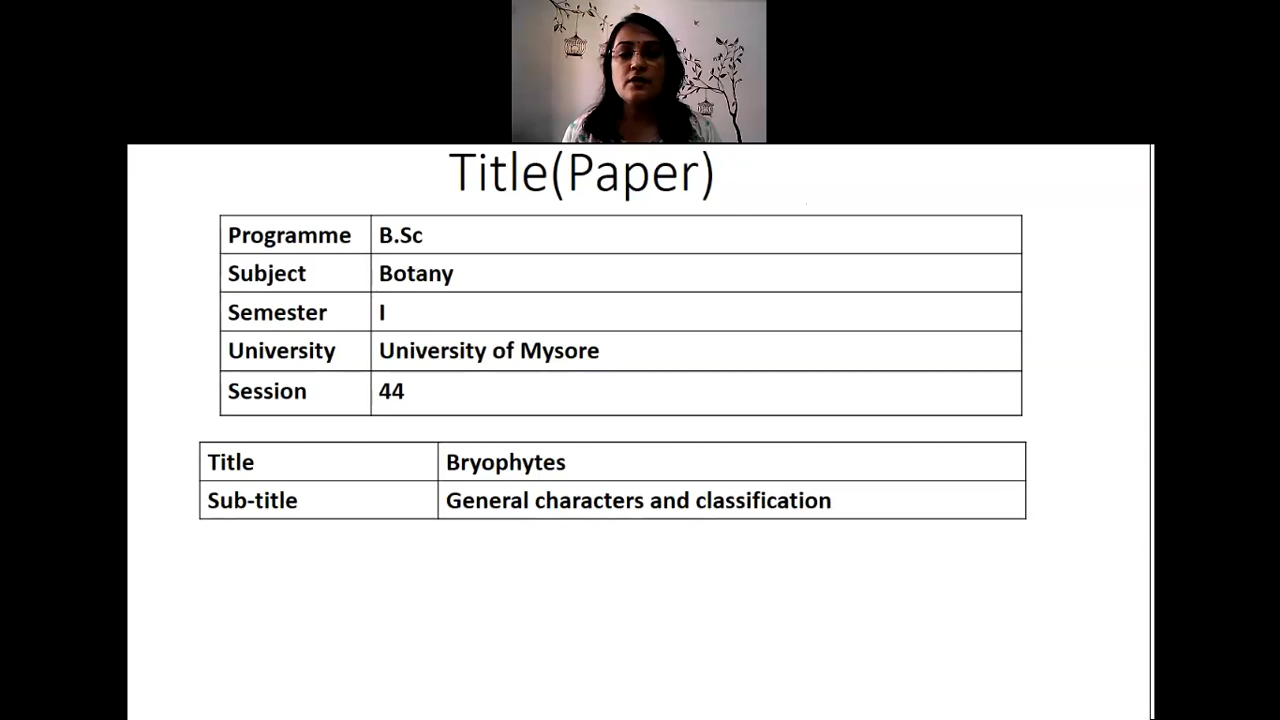 Title(Paper)
Programme B.Sc
Subject Botany
Semester I
University University of Mysore
Session 44
Title Bryophytes
Sub-title General characters and classification